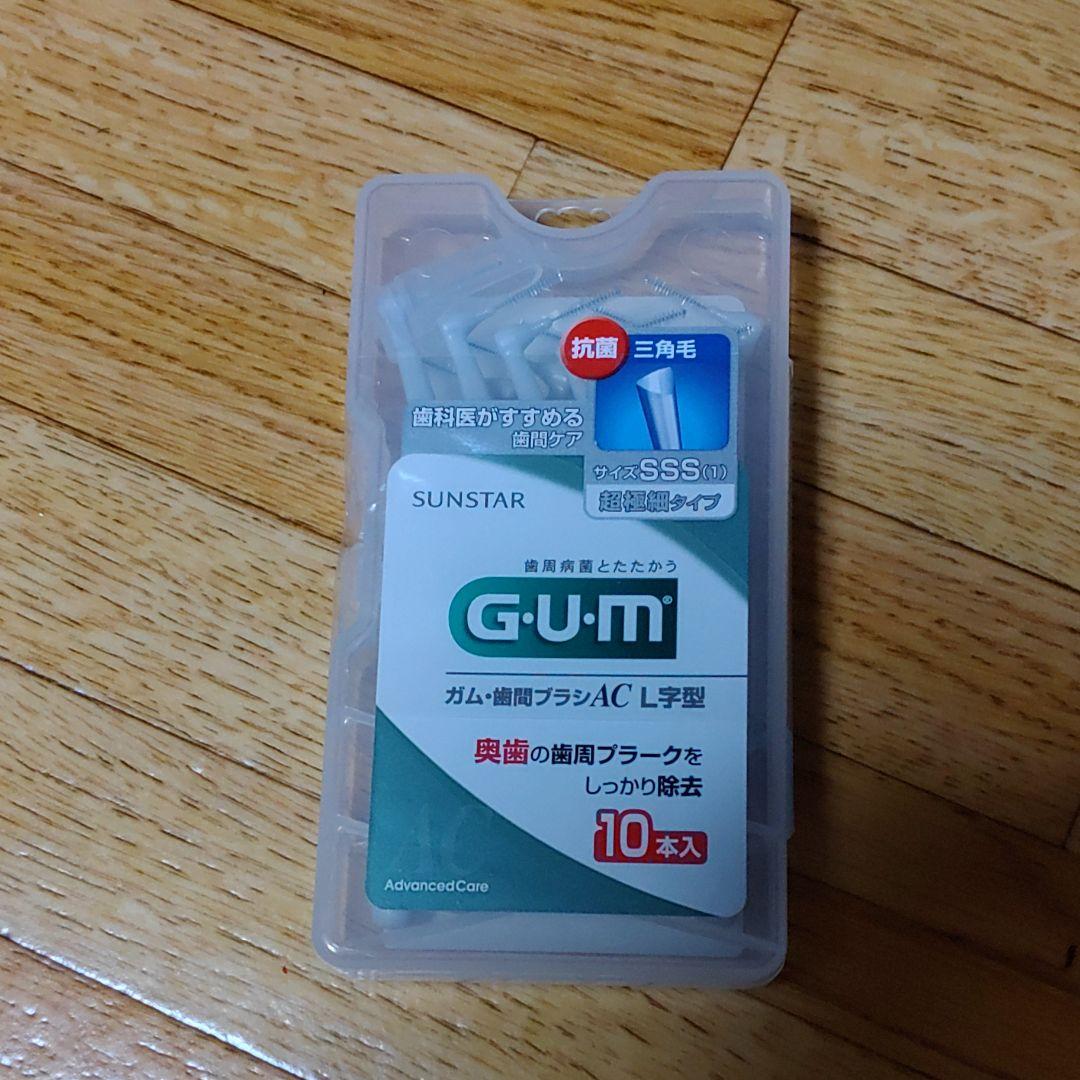 抗菌 三角毛
歯科医がすすめる
歯間ケア
サイズSSS(1)
超極細タイプ
SUNSTAR
歯周病菌とたたかう
G・U・M®
ガム・歯間ブラシAC L字型
奥歯の歯周プラークを
しっかり除去
10本入
AC
AdvancedCare